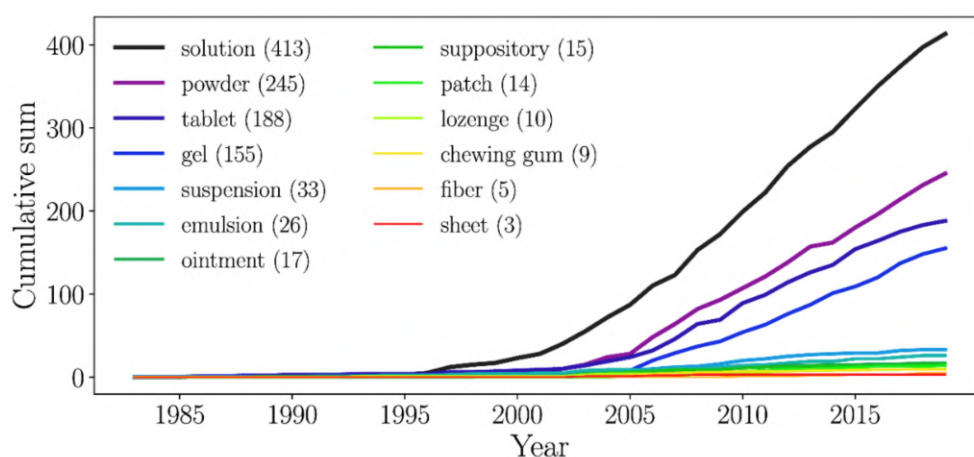 Cumulative sum
400
300
200
100
0
solution (413)
powder (245)
tablet (188)
gel (155)
suspension (33)
emulsion (26)
ointment (17)
suppository (15)
patch (14)
lozenge (10)
chewing gum (9)
fiber (5)
sheet (3)
1985 1990 1995 2000 2005 2010 2015
Year